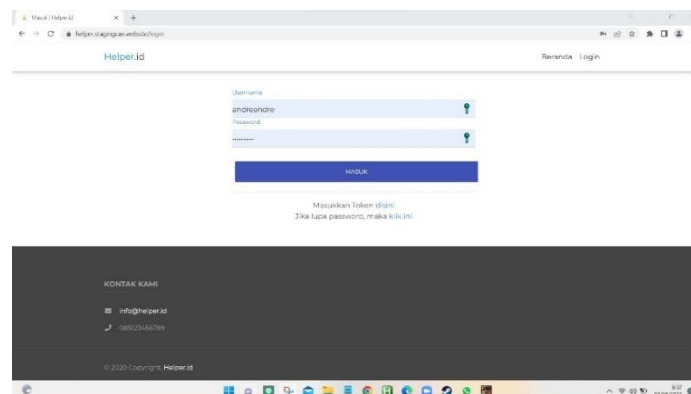 Masuk | Helper.id
Helper.id
Beranda Login
Username
andreandre
Password
MASUK
Masukkan Token disini
Jika lupa password, maka klik ini
KONTAK KAMI
info@helper.id
085123456789
© 2020 Copyright: Helper.id